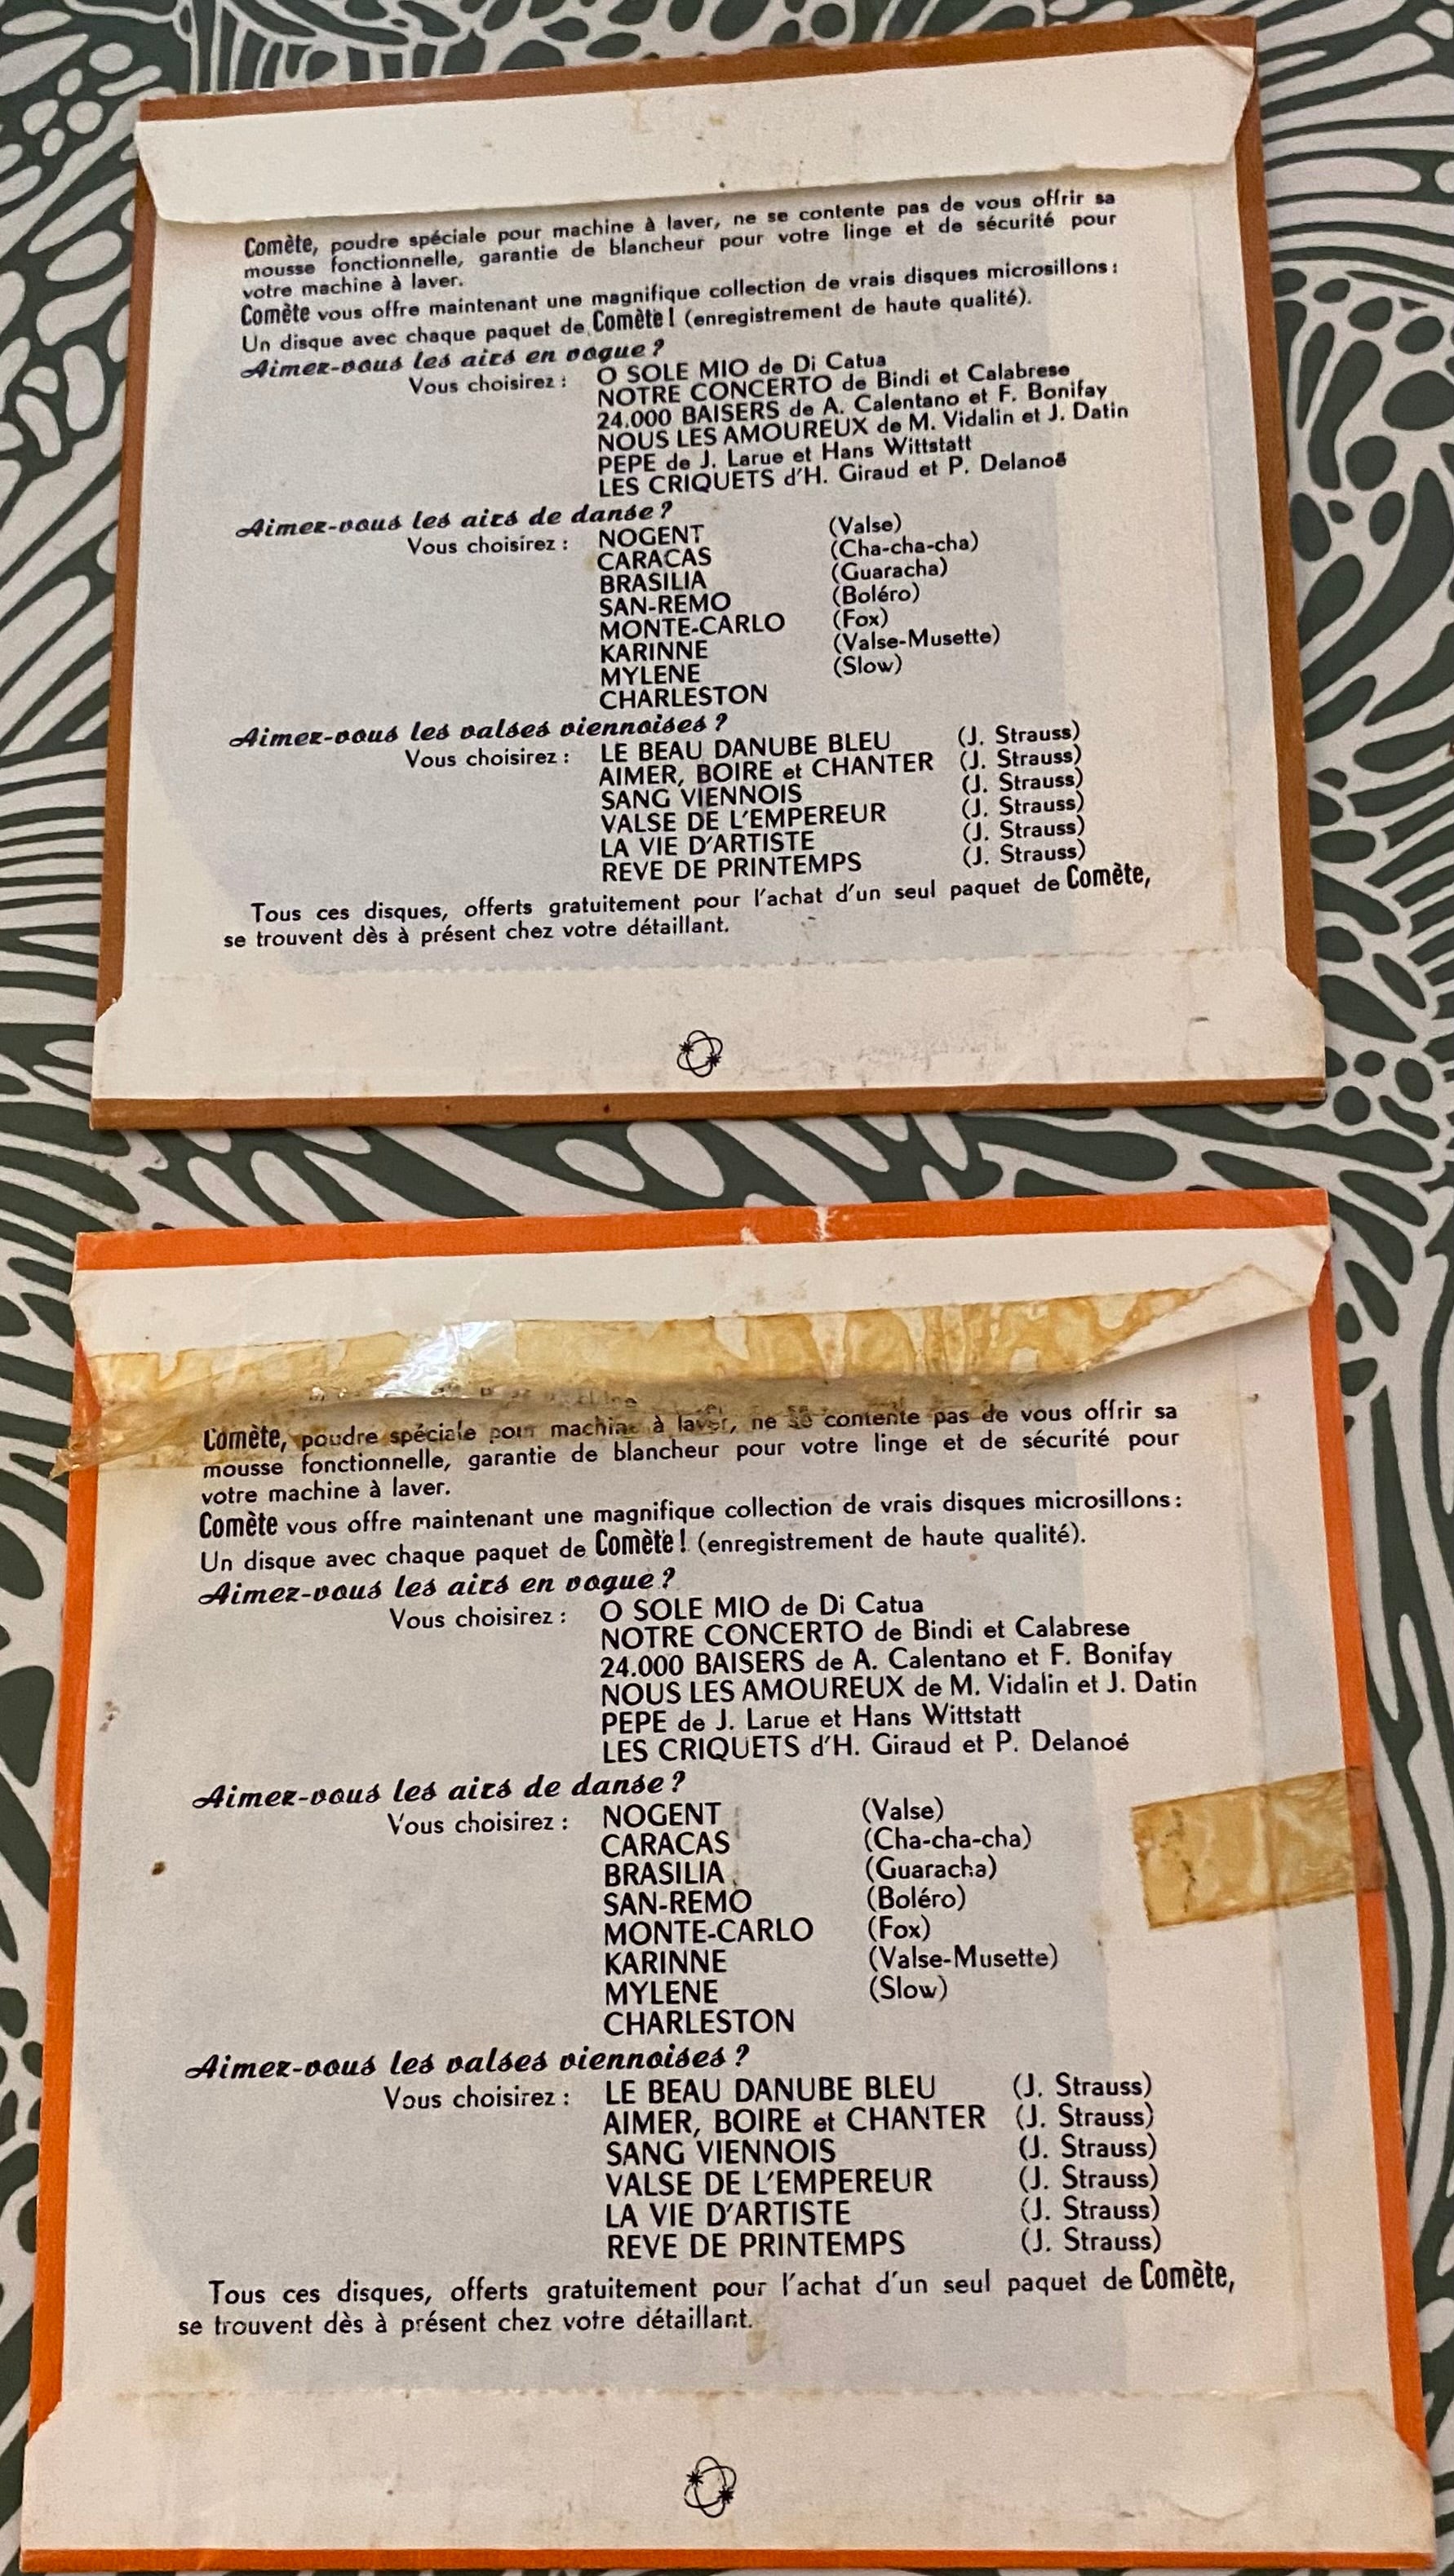 Comète, poudre spéciale pour machine à laver, ne se contente pas de vous offrir sa
mousse fonctionnelle, garantie de blancheur pour votre linge et de sécurité pour
votre machine à laver.
Comète vous offre maintenant une magnifique collection de vrais disques microsillons :
Un disque avec chaque paquet de Comète ! (enregistrement de haute qualité).
Aimez-vous les airs en vogue ?
Vous choisirez : O SOLE MIO de Di Catua
NOTRE CONCERTO de Bindi et Calabrese
24.000 BAISERS de A. Calentano et F. Bonifay
NOUS LES AMOUREUX de M. Vidalin et J. Datin
PEPE de J. Larue et Hans Wittstatt
LES CRIQUETS d'H. Giraud et P. Delanoë
Aimez-vous les airs de danse ?
Vous choisirez : NOGENT (Valse)
CARACAS (Cha-cha-cha)
BRASILIA (Guaracha)
SAN-REMO (Boléro)
MONTE-CARLO (Fox)
KARINNE (Valse-Musette)
MYLENE (Slow)
CHARLESTON
Aimez-vous les valses viennoises ?
Vous choisirez : LE BEAU DANUBE BLEU (J. Strauss)
AIMER, BOIRE et CHANTER (J. Strauss)
SANG VIENNOIS (J. Strauss)
VALSE DE L'EMPEREUR (J. Strauss)
LA VIE D'ARTISTE (J. Strauss)
REVE DE PRINTEMPS (J. Strauss)
Tous ces disques, offerts gratuitement pour l'achat d'un seul paquet de Comète,
se trouvent dès à présent chez votre détaillant.
Comète, poudre spéciale pour machine à laver, ne se contente pas de vous offrir sa
mousse fonctionnelle, garantie de blancheur pour votre linge et de sécurité pour
votre machine à laver.
Comète vous offre maintenant une magnifique collection de vrais disques microsillons :
Un disque avec chaque paquet de Comète ! (enregistrement de haute qualité).
Aimez-vous les airs en vogue ?
Vous choisirez : O SOLE MIO de Di Catua
NOTRE CONCERTO de Bindi et Calabrese
24.000 BAISERS de A. Calentano et F. Bonifay
NOUS LES AMOUREUX de M. Vidalin et J. Datin
PEPE de J. Larue et Hans Wittstatt
LES CRIQUETS d'H. Giraud et P. Delanoé
Aimez-vous les airs de danse ?
Vous choisirez : NOGENT (Valse)
CARACAS (Cha-cha-cha)
BRASILIA (Guaracha)
SAN-REMO (Boléro)
MONTE-CARLO (Fox)
KARINNE (Valse-Musette)
MYLENE (Slow)
CHARLESTON
Aimez-vous les valses viennoises ?
Vous choisirez : LE BEAU DANUBE BLEU (J. Strauss)
AIMER, BOIRE et CHANTER (J. Strauss)
SANG VIENNOIS (J. Strauss)
VALSE DE L'EMPEREUR (J. Strauss)
LA VIE D'ARTISTE (J. Strauss)
REVE DE PRINTEMPS (J. Strauss)
Tous ces disques, offerts gratuitement pour l'achat d'un seul paquet de Comète,
se trouvent dès à présent chez votre détaillant.